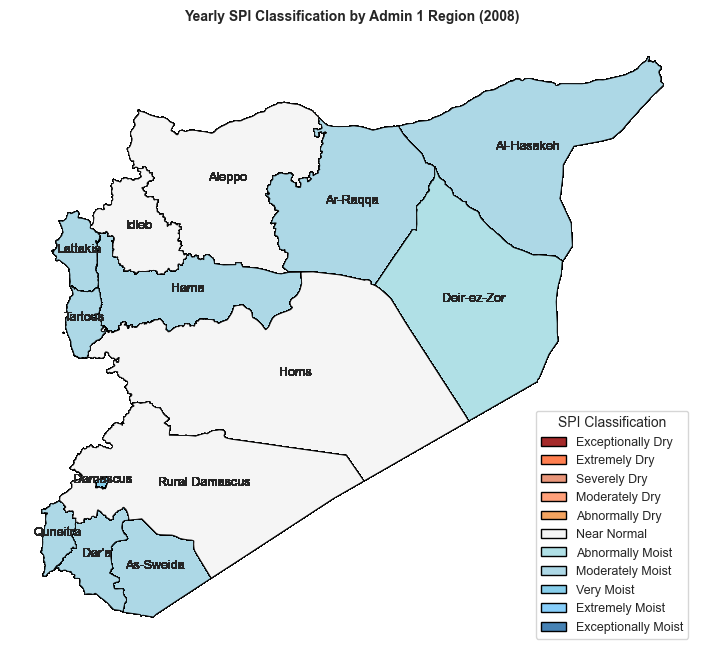 Yearly SPI Classification by Admin 1 Region (2008)
Al-Hasakeh
Aleppo
Ar-Raqqa
Idleb
Lattakia
Hama
Deir-ez-Zor
Tartous
Homs
Damascus
Rural Damascus
Quneitra
Dar'a
As-Sweida
SPI Classification
Exceptionally Dry
Extremely Dry
Severely Dry
Moderately Dry
Abnormally Dry
Near Normal
Abnormally Moist
Moderately Moist
Very Moist
Extremely Moist
Exceptionally Moist